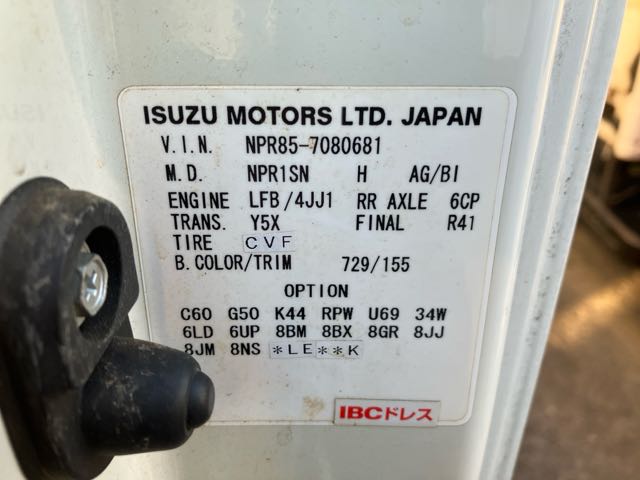 ISUZU MOTORS LTD. JAPAN
V.I.N. NPR85-7080681
M.D. NPR1SN H AG/BI
ENGINE LFB/4JJ1 RR AXLE 6CP
TRANS. Y5X FINAL R41
TIRE CVF
B.COLOR/TRIM 729/155
OPTION
C60 G50 K44 RPW U69 34W
6LD 6UP 8BM 8BX 8GR 8JJ
8JM 8NS *LE**K
IBCドレス